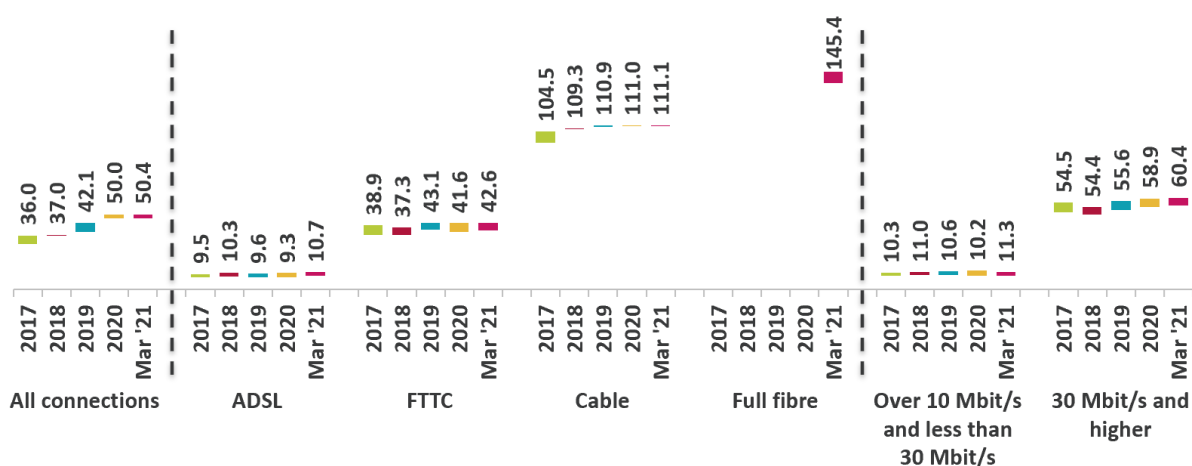 36.0 37.0 42.1 50.0 50.4
9.5 10.3 9.6 9.3 10.7
38.9 37.3 43.1 41.6 42.6
104.5 109.3 110.9 111.0 111.1
145.4
10.3 11.0 10.6 10.2 11.3
54.5 54.4 55.6 58.9 60.4
2017 2018 2019 2020 Mar '21
2017 2018 2019 2020 Mar '21
2017 2018 2019 2020 Mar '21
2017 2018 2019 2020 Mar '21
2017 2018 2019 2020 Mar '21
2017 2018 2019 2020 Mar '21
2017 2018 2019 2020 Mar '21
All connections
ADSL
FTTC
Cable
Full fibre
Over 10 Mbit/s
and less than
30 Mbit/s
30 Mbit/s and
higher